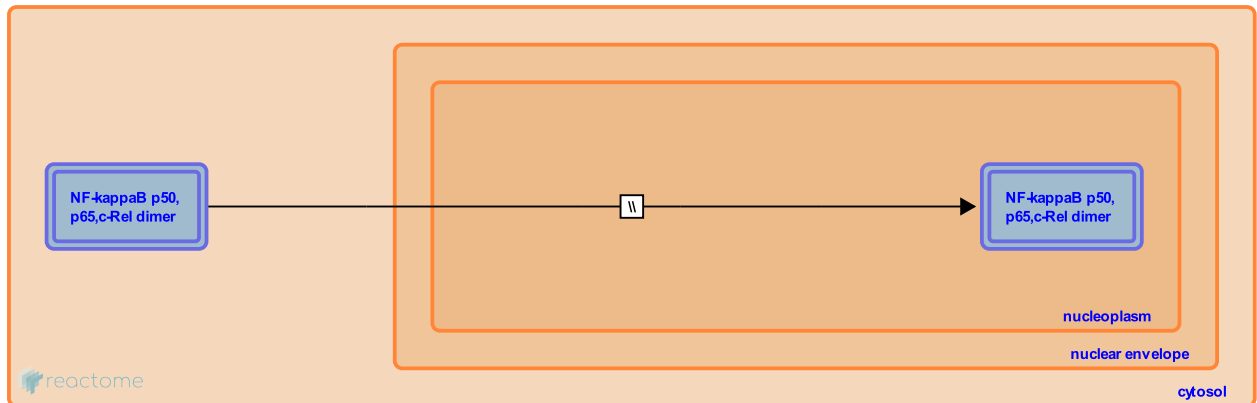 NF-kappaB p50,
p65,c-Rel dimer
\\
NF-kappaB p50,
p65,c-Rel dimer
nucleoplasm
nuclear envelope
reactome
cytosol